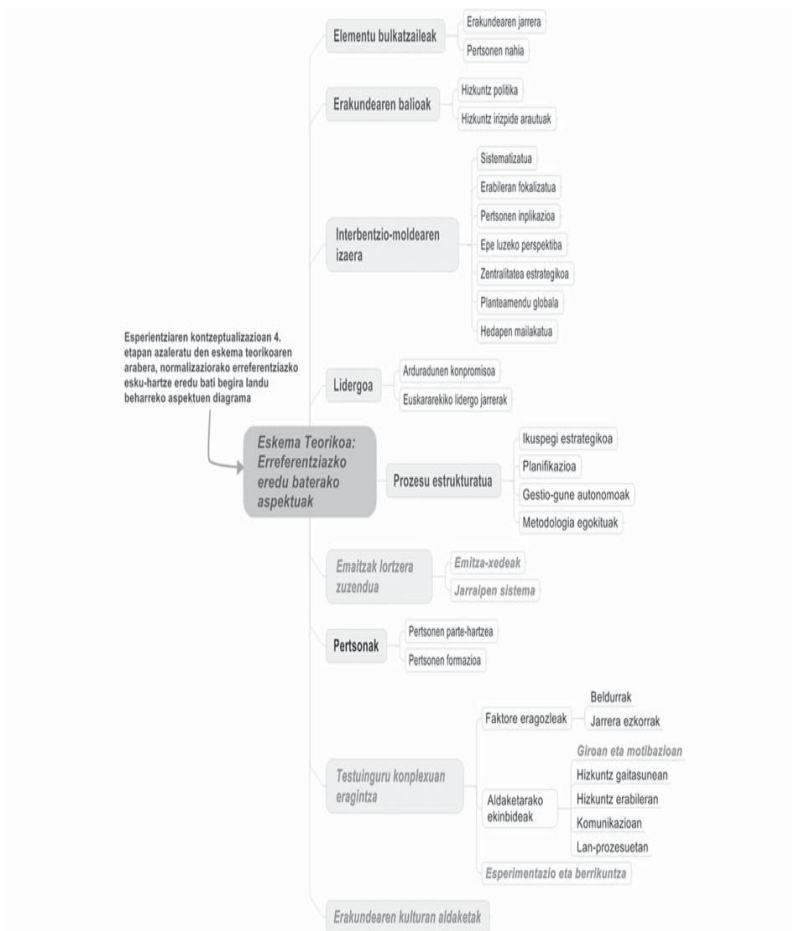 Elementu bulkatzaileak
Erakundearen jarrera
Pertsonen nahia
Erakundearen balioak
Hizkuntz politika
Hizkuntz irizpide arautuak
Interbentzio-moldearen
izaera
Sistematizatua
Erabileran fokalizatua
Pertsonen inplikazioa
Epe luzeko perspektiba
Zentralitatea estrategikoa
Planteamendu globala
Hedapen mailakatua
Esperientziaren kontzeptualizazioan 4.
etapan azaleratu den eskema teorikoaren
arabera, normalizaziorako erreferentziazko
esku-hartze eredu bati begira landu
beharreko aspektuen diagrama
Lidergoa
Arduradunen konpromisoa
Euskararekiko lidergo jarrerak
Eskema Teorikoa:
Erreferentziazko
eredu baterako
aspektuak
Prozesu estrukturatua
Ikuspegi estrategikoa
Planifikazioa
Gestio-gune autonomoak
Metodologia egokituak
Emaitzak lortzera
zuzendua
Emitza-xedeak
Jarraipen sistema
Pertsonak
Pertsonen parte-hartzea
Pertsonen formazioa
Testuinguru konplexuan
eragintza
Faktore eragozleak
Beldurrak
Jarrera ezkorrak
Aldaketarako
ekinbideak
Giroan eta motibazioan
Hizkuntz gaitasunean
Hizkuntz erabileran
Komunikazioan
Lan-prozesuetan
Esperimentazio eta berrikuntza
Erakundearen kulturan aldaketak